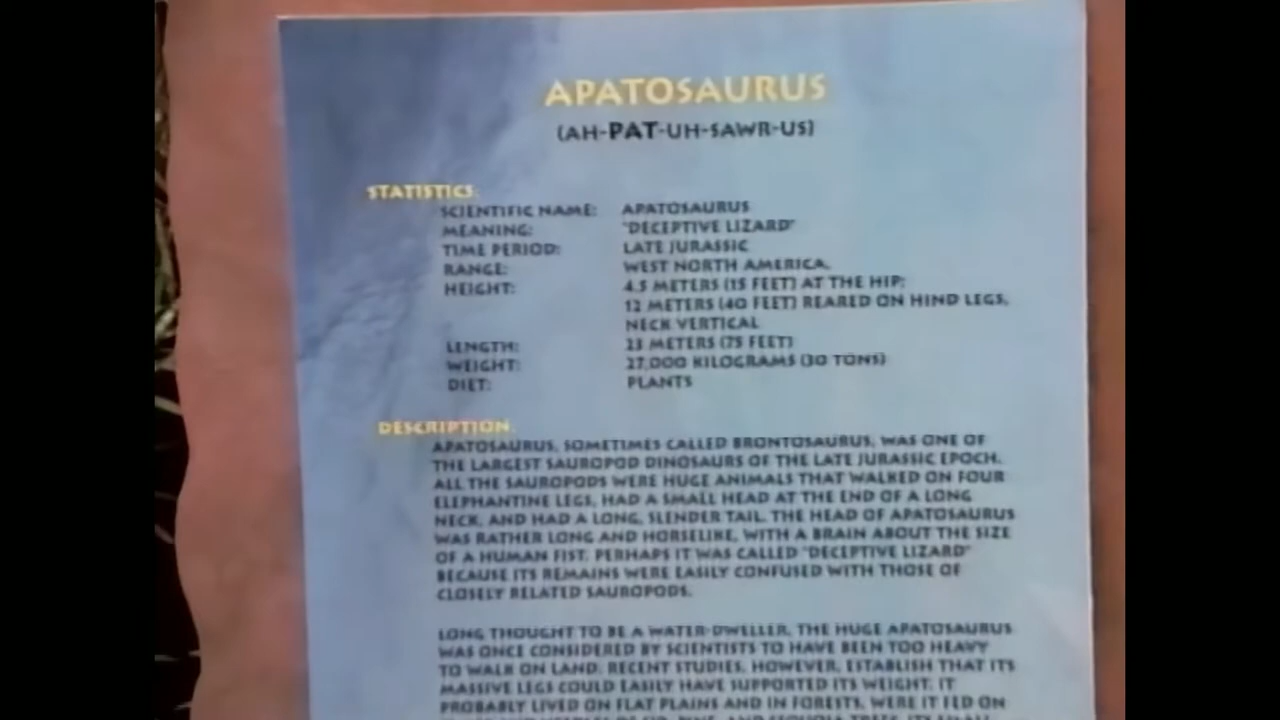 APATOSAURUS
(AH-PAT-UH-SAWR-US)
STATISTICS:
SCIENTIFIC NAME: APATOSAURUS
MEANING: "DECEPTIVE LIZARD"
TIME PERIOD: LATE JURASSIC
RANGE: WEST NORTH AMERICA.
HEIGHT: 4.5 METERS (15 FEET) AT THE HIP;
12 METERS (40 FEET) REARED ON HIND LEGS,
NECK VERTICAL
LENGTH: 23 METERS (75 FEET)
WEIGHT: 27,000 KILOGRAMS (30 TONS)
DIET: PLANTS
DESCRIPTION:
APATOSAURUS, SOMETIMES CALLED BRONTOSAURUS, WAS ONE OF
THE LARGEST SAUROPOD DINOSAURS OF THE LATE JURASSIC EPOCH.
ALL THE SAUROPODS WERE HUGE ANIMALS THAT WALKED ON FOUR
ELEPHANTINE LEGS, HAD A SMALL HEAD AT THE END OF A LONG
NECK, AND HAD A LONG, SLENDER TAIL. THE HEAD OF APATOSAURUS
WAS RATHER LONG AND HORSELIKE, WITH A BRAIN ABOUT THE SIZE
OF A HUMAN FIST. PERHAPS IT WAS CALLED "DECEPTIVE LIZARD"
BECAUSE ITS REMAINS WERE EASILY CONFUSED WITH THOSE OF
CLOSELY RELATED SAUROPODS.
LONG THOUGHT TO BE A WATER-DWELLER, THE HUGE APATOSAURUS
WAS ONCE CONSIDERED BY SCIENTISTS TO HAVE BEEN TOO HEAVY
TO WALK ON LAND. RECENT STUDIES, HOWEVER, ESTABLISH THAT ITS
MASSIVE LEGS COULD EASILY HAVE SUPPORTED ITS WEIGHT. IT
PROBABLY LIVED ON FLAT PLAINS AND IN FORESTS, WERE IT FED ON